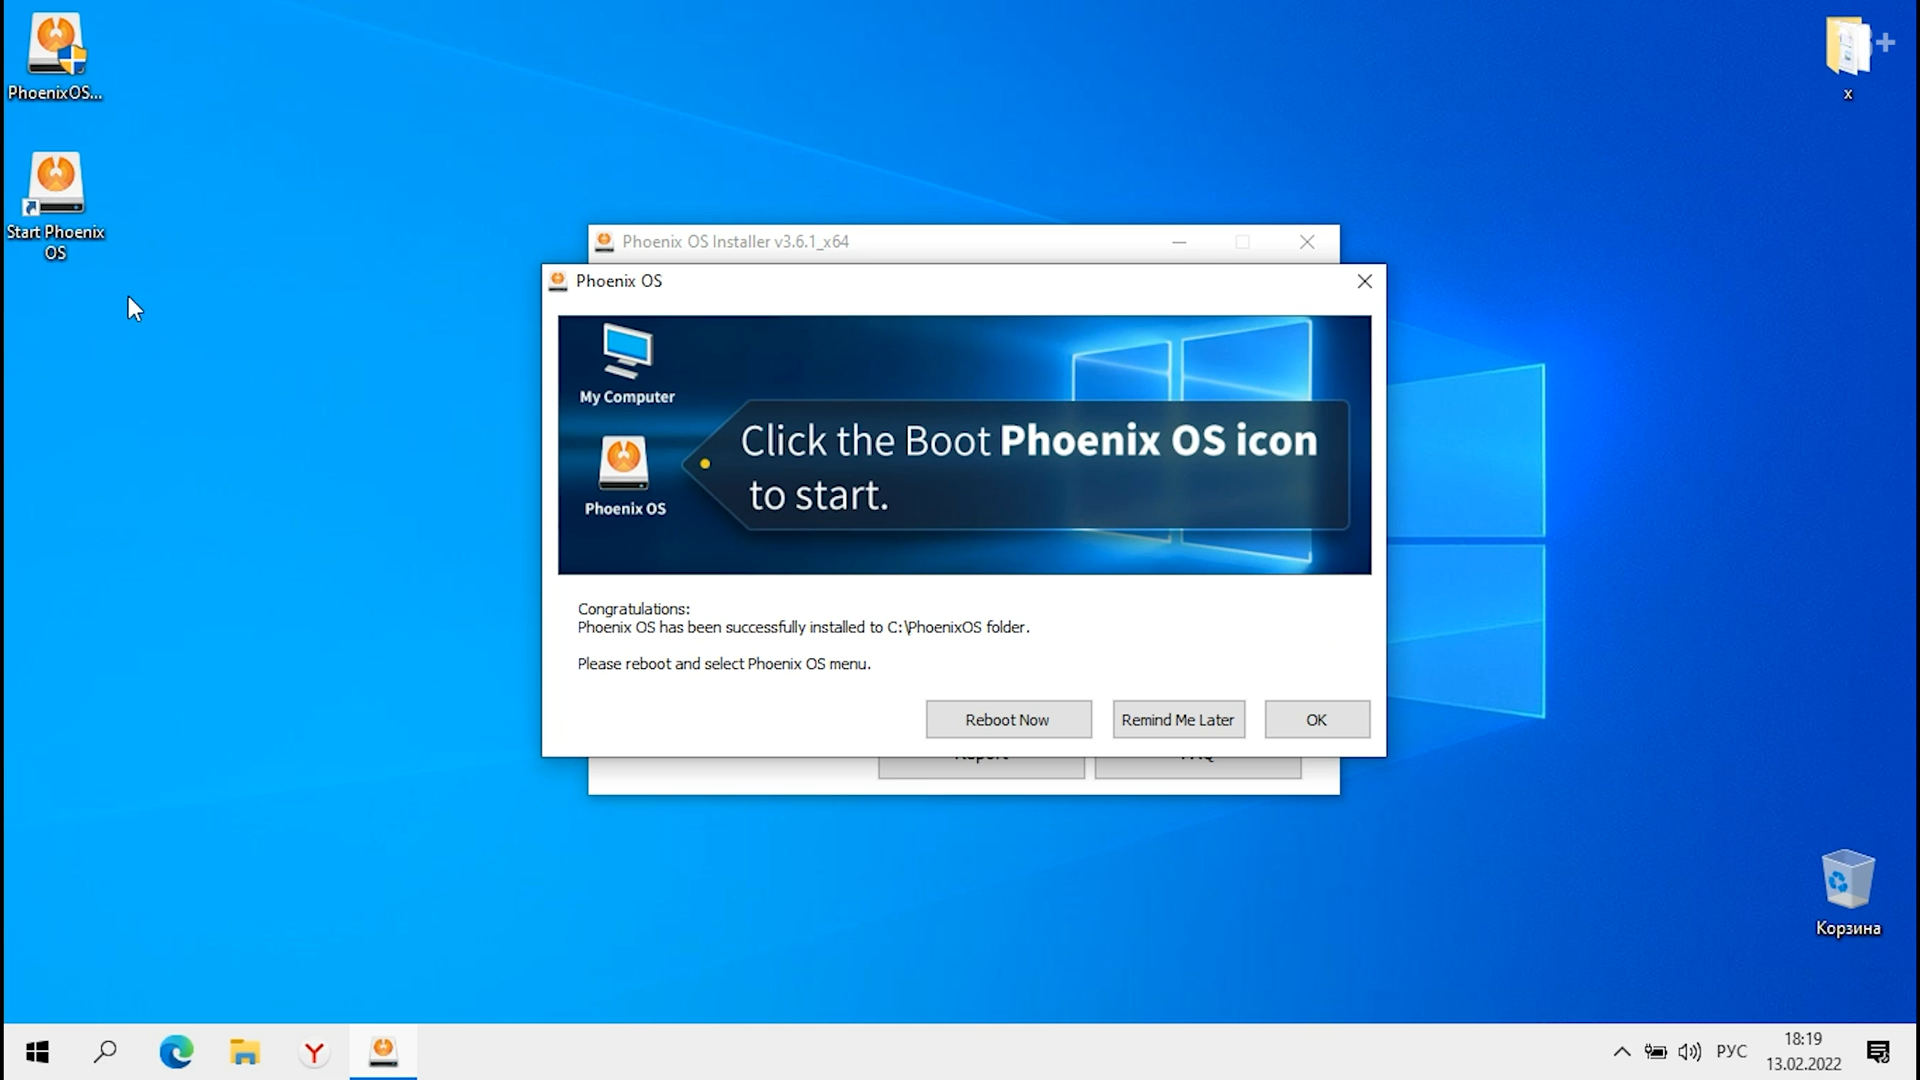 PhoenixOS...
Start Phoenix
OS
x
Phoenix OS Installer v3.6.1_x64
Phoenix OS
My Computer
Phoenix OS
Click the Boot Phoenix OS icon
to start.
Congratulations:
Phoenix OS has been successfully installed to C:\PhoenixOS folder.
Please reboot and select Phoenix OS menu.
Reboot Now
Remind Me Later
OK
Report
FAQ
Корзина
РУС
18:19
13.02.2022